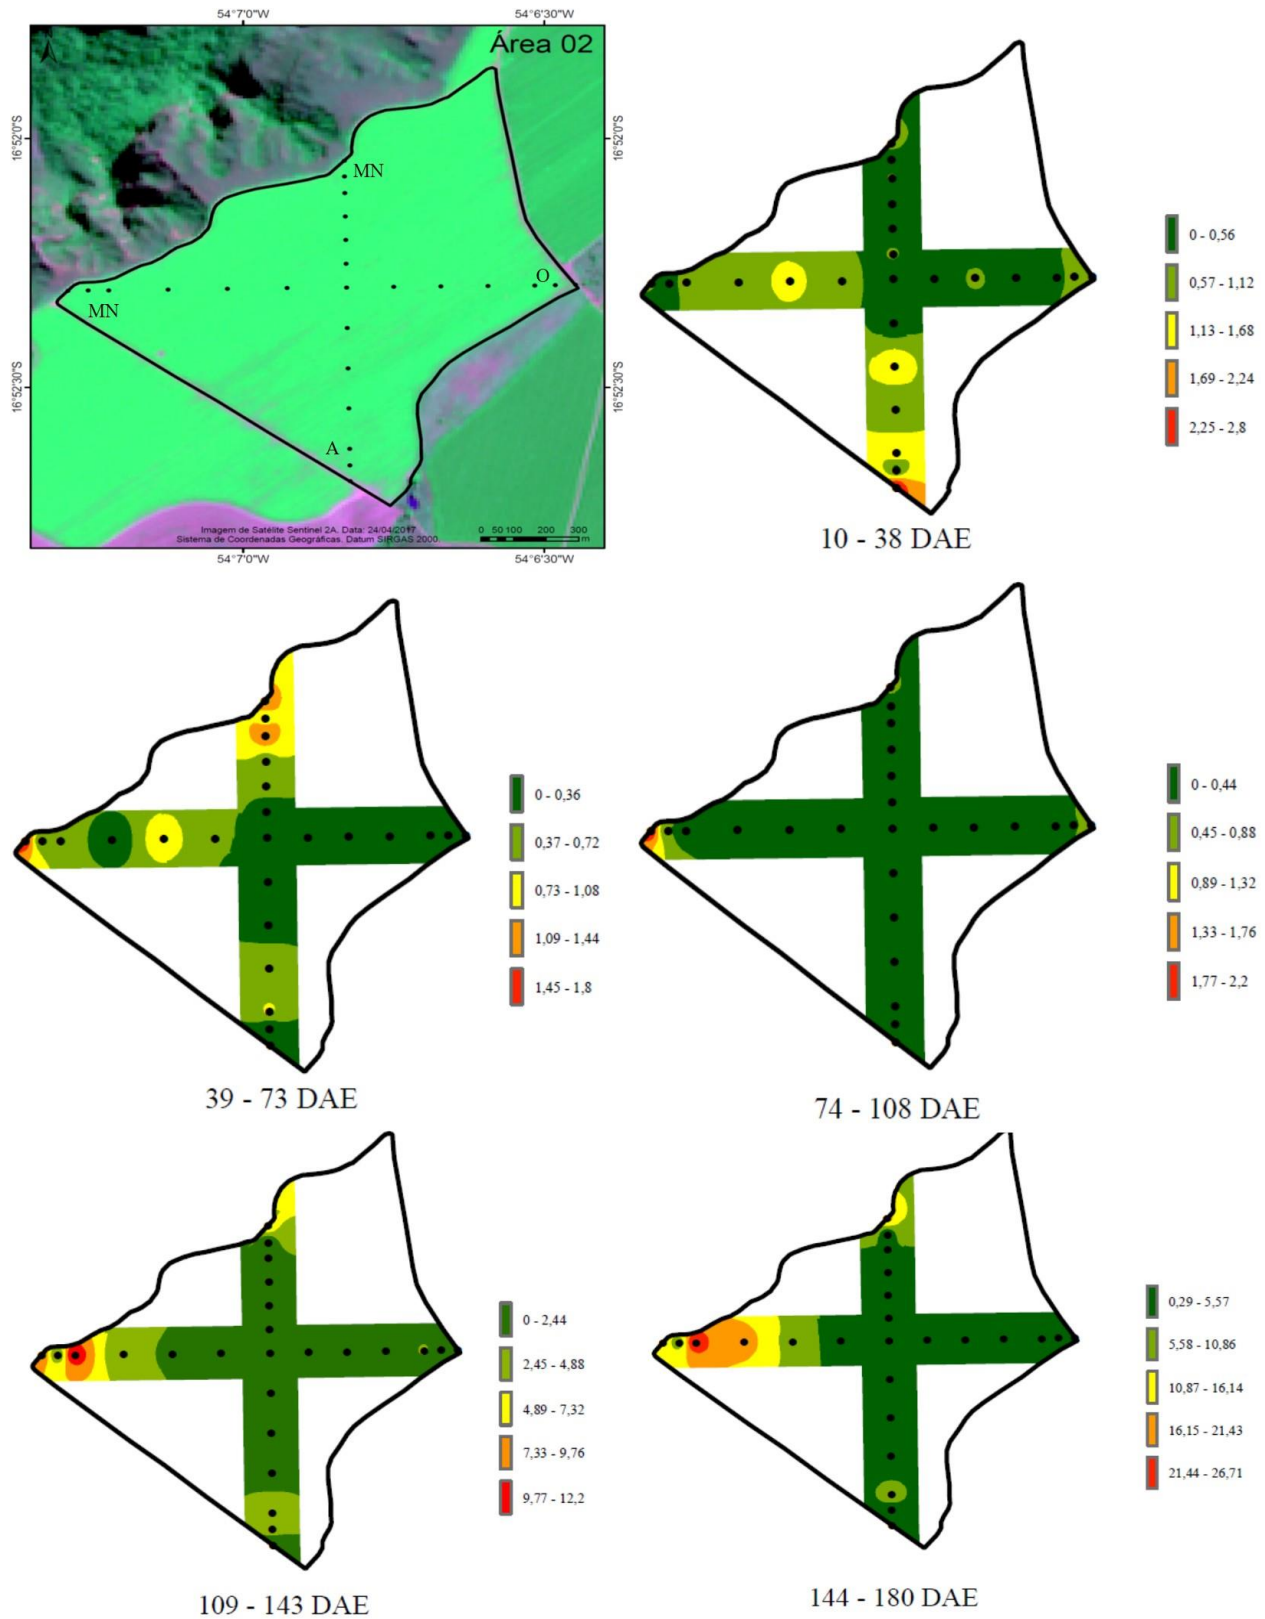 54°7'0"W
54°6'30"W
Área 02
16°52'0"S
16°52'0"S
MN
O
MN
16°52'30"S
16°52'30"S
A
Imagem de Satélite Sentinel 2A. Data: 24/04/2017
Sistema de Coordenadas Geográficas. Datum SIRGAS 2000.
0 50 100 200 300
m
54°7'0"W
54°6'30"W
0 - 0,56
0,57 - 1,12
1,13 - 1,68
1,69 - 2,24
2,25 - 2,8
10 - 38 DAE
0 - 0,36
0,37 - 0,72
0,73 - 1,08
1,09 - 1,44
1,45 - 1,8
39 - 73 DAE
0 - 0,44
0,45 - 0,88
0,89 - 1,32
1,33 - 1,76
1,77 - 2,2
74 - 108 DAE
0 - 2,44
2,45 - 4,88
4,89 - 7,32
7,33 - 9,76
9,77 - 12,2
109 - 143 DAE
0,29 - 5,57
5,58 - 10,86
10,87 - 16,14
16,15 - 21,43
21,44 - 26,71
144 - 180 DAE